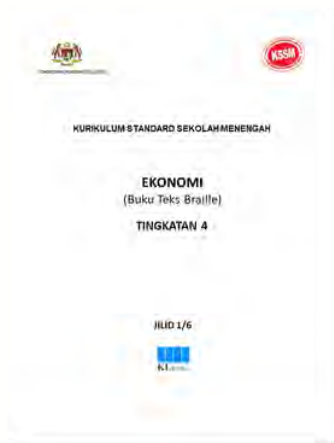 KSSM
KURIKULUM STANDARD SEKOLAH MENENGAH
EKONOMI
(Buku Teks Braille)
TINGKATAN 4
JILID 1/6